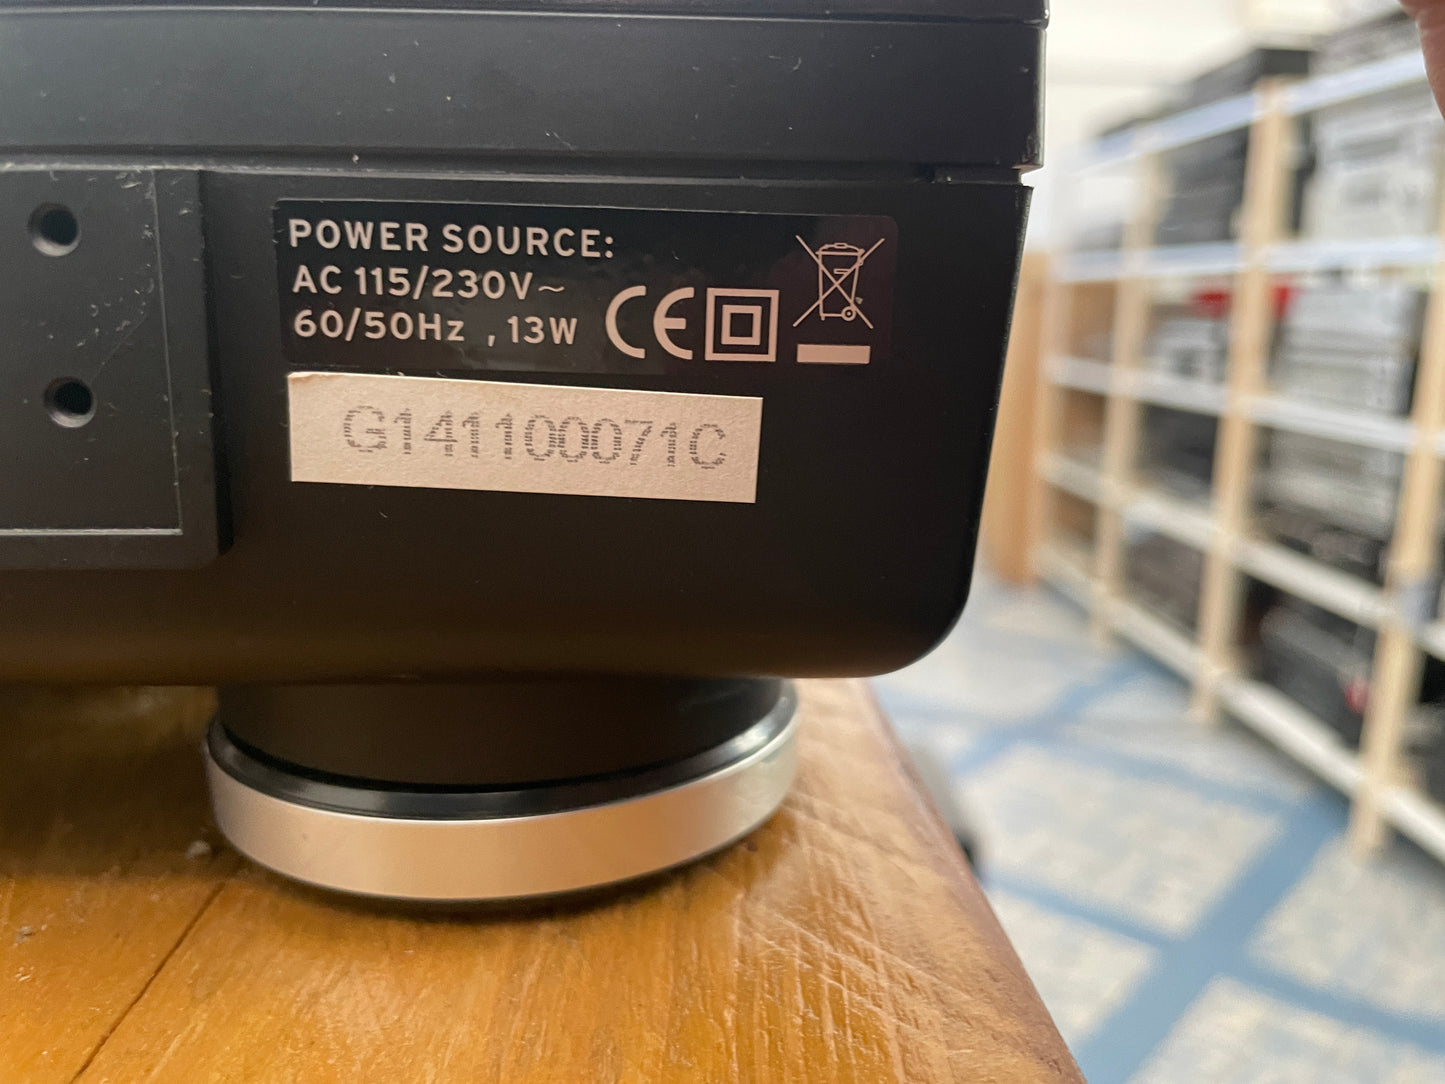 POWER SOURCE:
AC 115/230V~
60/50Hz , 13W
CE
G141100071C